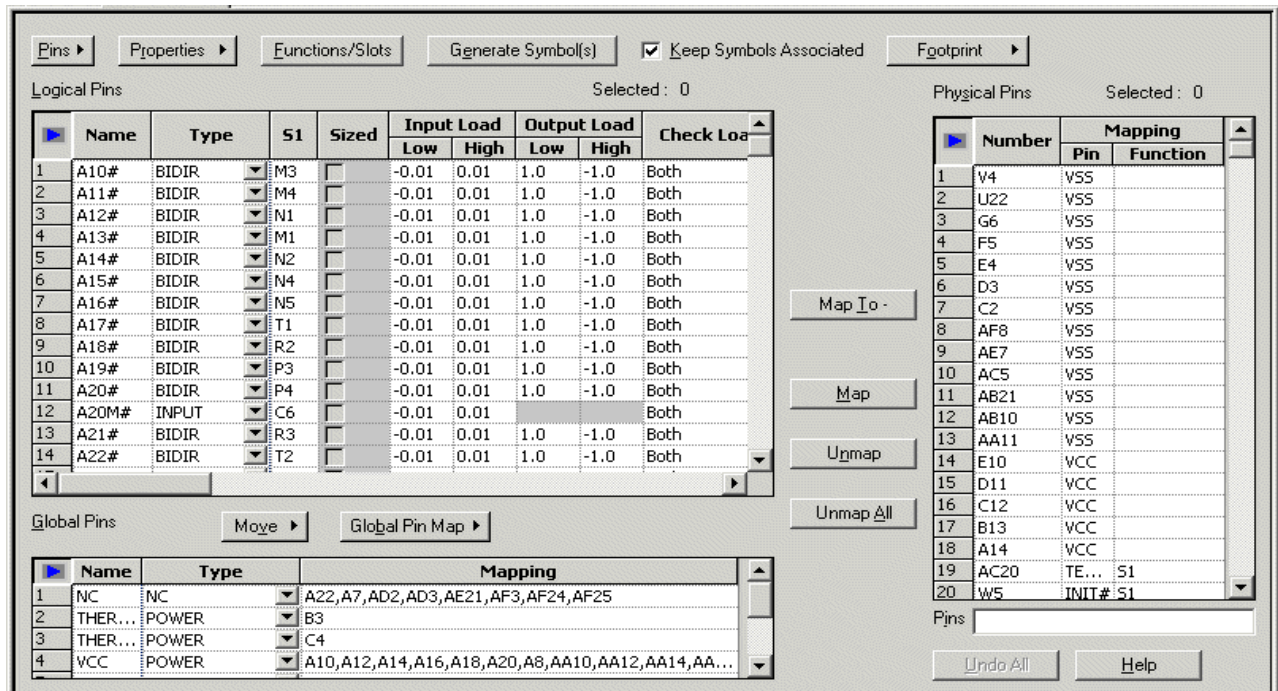 Pins Properties Functions/Slots Generate Symbol(s) Keep Symbols Associated Footprint
Logical Pins Selected : 0
Name Type S1 Sized Input Load Output Load Check Loa
Low High Low High
1 A10# BIDIR M3 -0.01 0.01 1.0 -1.0 Both
2 A11# BIDIR M4 -0.01 0.01 1.0 -1.0 Both
3 A12# BIDIR N1 -0.01 0.01 1.0 -1.0 Both
4 A13# BIDIR M1 -0.01 0.01 1.0 -1.0 Both
5 A14# BIDIR N2 -0.01 0.01 1.0 -1.0 Both
6 A15# BIDIR N4 -0.01 0.01 1.0 -1.0 Both
7 A16# BIDIR N5 -0.01 0.01 1.0 -1.0 Both
8 A17# BIDIR T1 -0.01 0.01 1.0 -1.0 Both
9 A18# BIDIR R2 -0.01 0.01 1.0 -1.0 Both
10 A19# BIDIR P3 -0.01 0.01 1.0 -1.0 Both
11 A20# BIDIR P4 -0.01 0.01 1.0 -1.0 Both
12 A20M# INPUT C6 -0.01 0.01 Both
13 A21# BIDIR R3 -0.01 0.01 1.0 -1.0 Both
14 A22# BIDIR T2 -0.01 0.01 1.0 -1.0 Both
Global Pins Move Global Pin Map
Name Type Mapping
1 NC NC A22,A7,AD2,AD3,AE21,AF3,AF24,AF25
2 THER... POWER B3
3 THER... POWER C4
4 VCC POWER A10,A12,A14,A16,A18,A20,A8,AA10,AA12,AA14,AA...
Map To -
Map
Unmap
Unmap All
Physical Pins Selected : 0
Number Mapping
Pin Function
1 V4 VSS
2 U22 VSS
3 G6 VSS
4 F5 VSS
5 E4 VSS
6 D3 VSS
7 C2 VSS
8 AF8 VSS
9 AE7 VSS
10 AC5 VSS
11 AB21 VSS
12 AB10 VSS
13 AA11 VSS
14 E10 VCC
15 D11 VCC
16 C12 VCC
17 B13 VCC
18 A14 VCC
19 AC20 TE... S1
20 W5 INIT# S1
Pins
Undo All Help